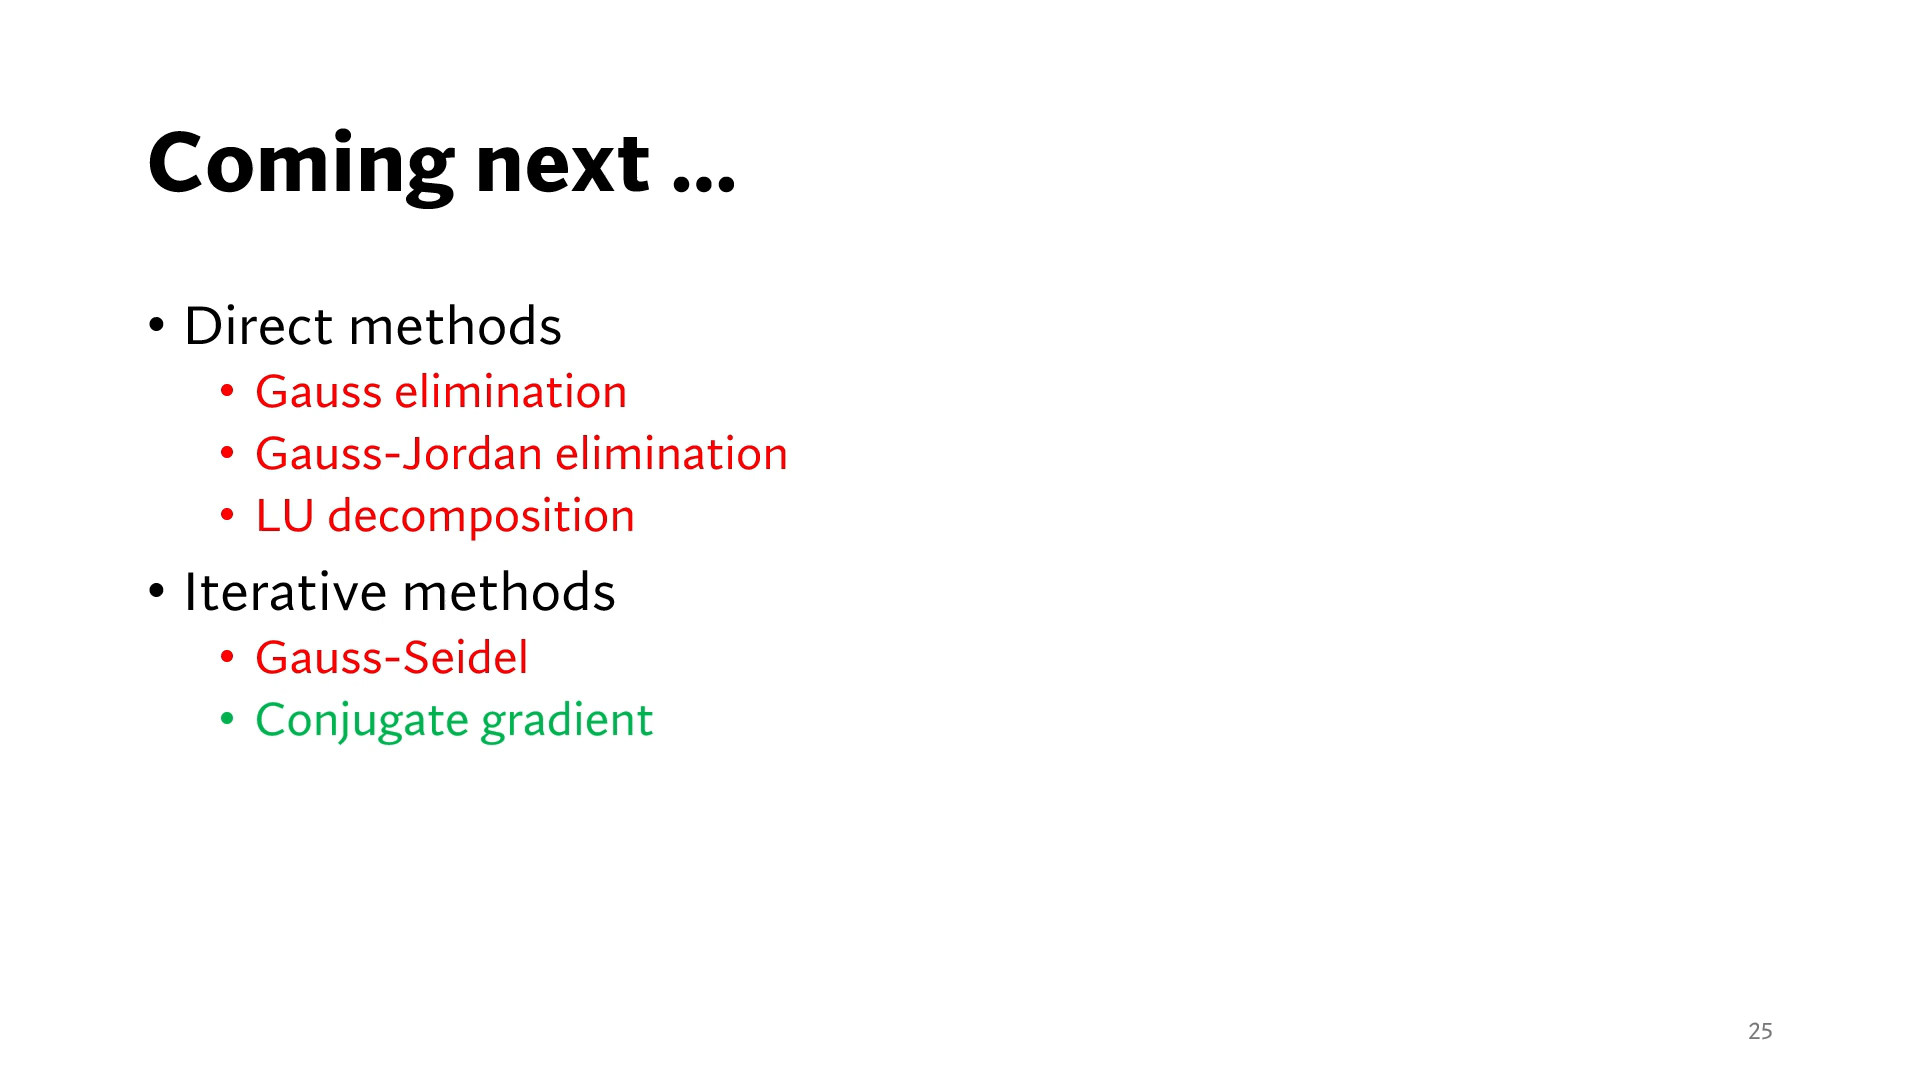 Coming next ...
• Direct methods
• Gauss elimination
• Gauss-Jordan elimination
• LU decomposition
• Iterative methods
• Gauss-Seidel
• Conjugate gradient
25